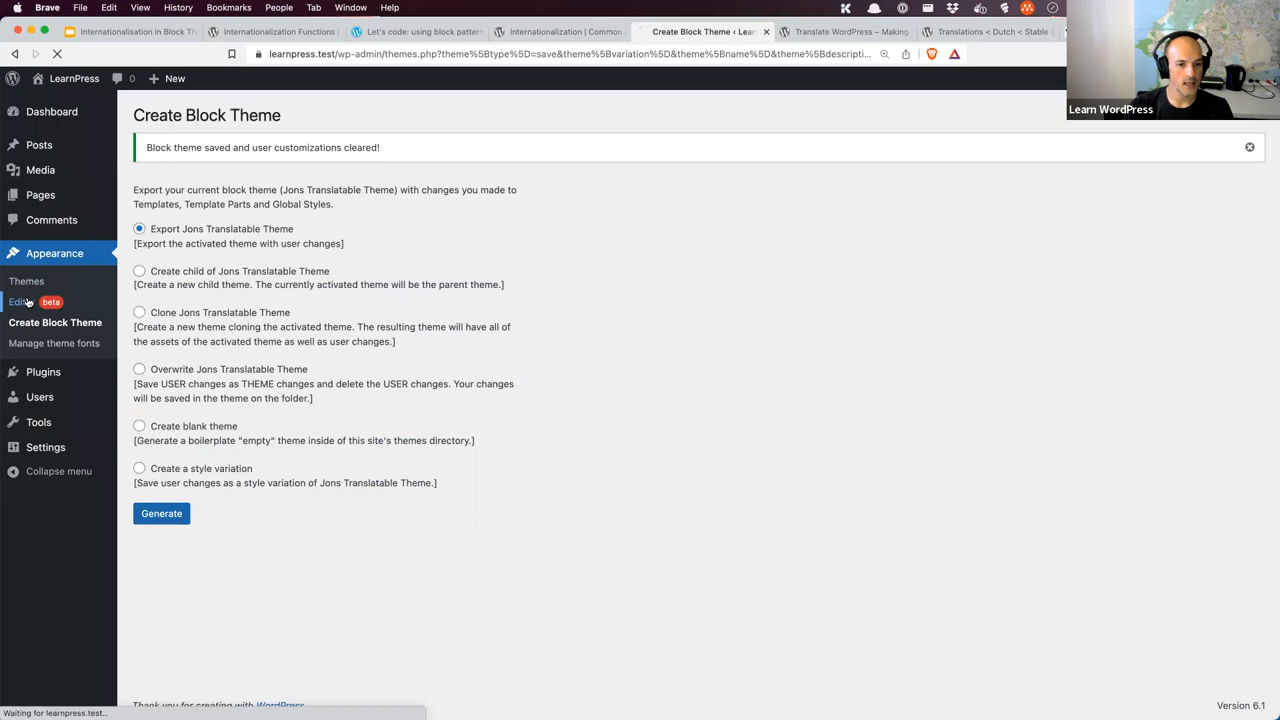 Brave File Edit View History Bookmarks People Tab Window Help
Internationalisation in Block Th
Internationalization Functions |
Let's code: using block pattern
Internationalization | Common A
Create Block Theme ‹ Lear
Translate WordPress – Making
Translations < Dutch < Stable |
learnpress.test/wp-admin/themes.php?theme%5Btype%5D=save&theme%5Bvariation%5D&theme%5Bname%5D&theme%5Bdescripti...
LearnPress 0 New
Learn WordPress
Dashboard
Posts
Media
Pages
Comments
Appearance
Themes
beta
Create Block Theme
Manage theme fonts
Plugins
Users
Tools
Settings
Collapse menu
Create Block Theme
Block theme saved and user customizations cleared!
Export your current block theme (Jons Translatable Theme) with changes you made to
Templates, Template Parts and Global Styles.
Export Jons Translatable Theme
[Export the activated theme with user changes]
Create child of Jons Translatable Theme
[Create a new child theme. The currently activated theme will be the parent theme.]
Clone Jons Translatable Theme
[Create a new theme cloning the activated theme. The resulting theme will have all of
the assets of the activated theme as well as user changes.]
Overwrite Jons Translatable Theme
[Save USER changes as THEME changes and delete the USER changes. Your changes
will be saved in the theme on the folder.]
Create blank theme
[Generate a boilerplate "empty" theme inside of this site's themes directory.]
Create a style variation
[Save user changes as a style variation of Jons Translatable Theme.]
Generate
Thank you for creating with WordPress.
Version 6.1
Waiting for learnpress.test...